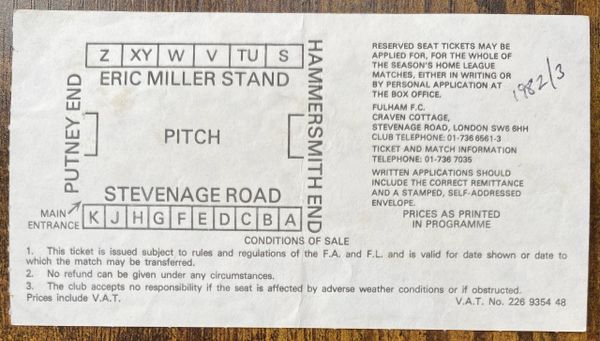 Z XY W V TU S
ERIC MILLER STAND
PUTNEY END
PITCH
HAMMERSMITH END
STEVENAGE ROAD
MAIN
ENTRANCE
K J H G F E D C B A
RESERVED SEAT TICKETS MAY BE
APPLIED FOR, FOR THE WHOLE OF
THE SEASON'S HOME LEAGUE
MATCHES, EITHER IN WRITING OR
BY PERSONAL APPLICATION AT
THE BOX OFFICE.
1982/3
FULHAM F.C.
CRAVEN COTTAGE,
STEVENAGE ROAD, LONDON SW6 6HH
CLUB TELEPHONE: 01-736 6561-3
TICKET AND MATCH INFORMATION
TELEPHONE: 01-736 7035
WRITTEN APPLICATIONS SHOULD
INCLUDE THE CORRECT REMITTANCE
AND A STAMPED, SELF-ADDRESSED
ENVELOPE.
PRICES AS PRINTED
IN PROGRAMME
CONDITIONS OF SALE
1. This ticket is issued subject to rules and regulations of the F.A. and F.L. and is valid for date shown or date to
which the match may be transferred.
2. No refund can be given under any circumstances.
3. The club accepts no responsibility if the seat is affected by adverse weather conditions or if obstructed.
Prices include V.A.T.
V.A.T. No. 226 9354 48